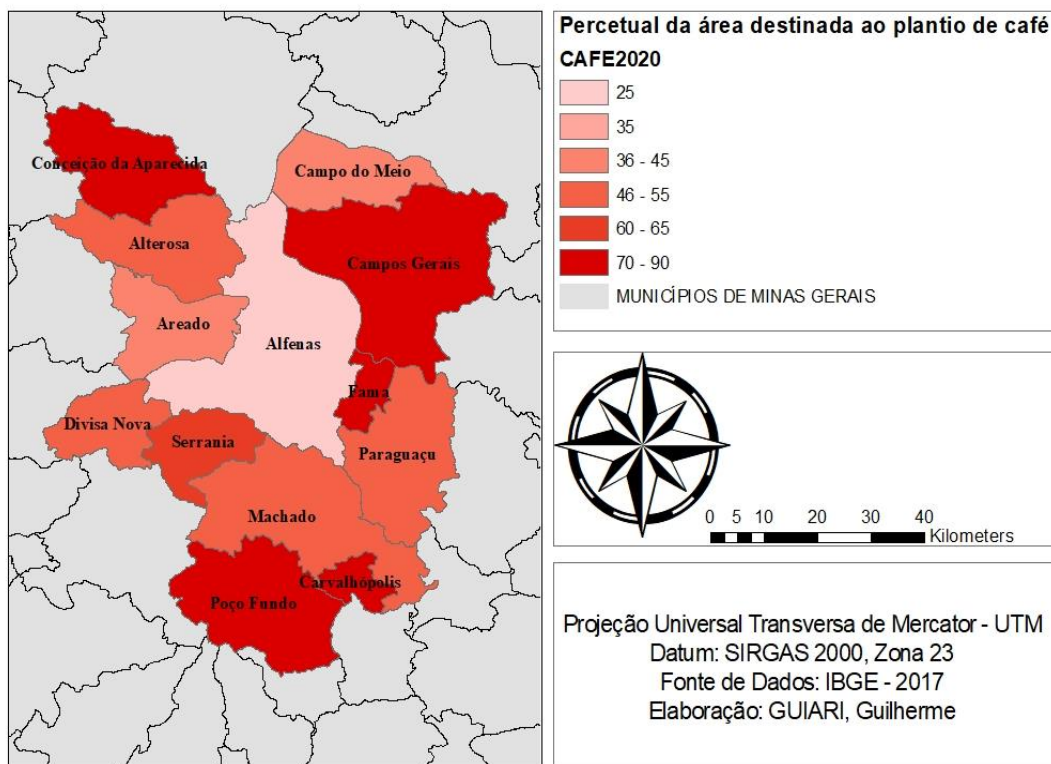 Conceição da Aparecida
Campo do Meio
Alterosa
Campos Gerais
Areado
Alfenas
Fama
Divisa Nova
Serrania
Paraguaçu
Machado
Carvalhópolis
Poço Fundo
Percetual da área destinada ao plantio de café
CAFE2020
25
35
36 - 45
46 - 55
60 - 65
70 - 90
MUNICÍPIOS DE MINAS GERAIS
0 5 10 20 30 40
Kilometers
Projeção Universal Transversa de Mercator - UTM
Datum: SIRGAS 2000, Zona 23
Fonte de Dados: IBGE - 2017
Elaboração: GUIARI, Guilherme